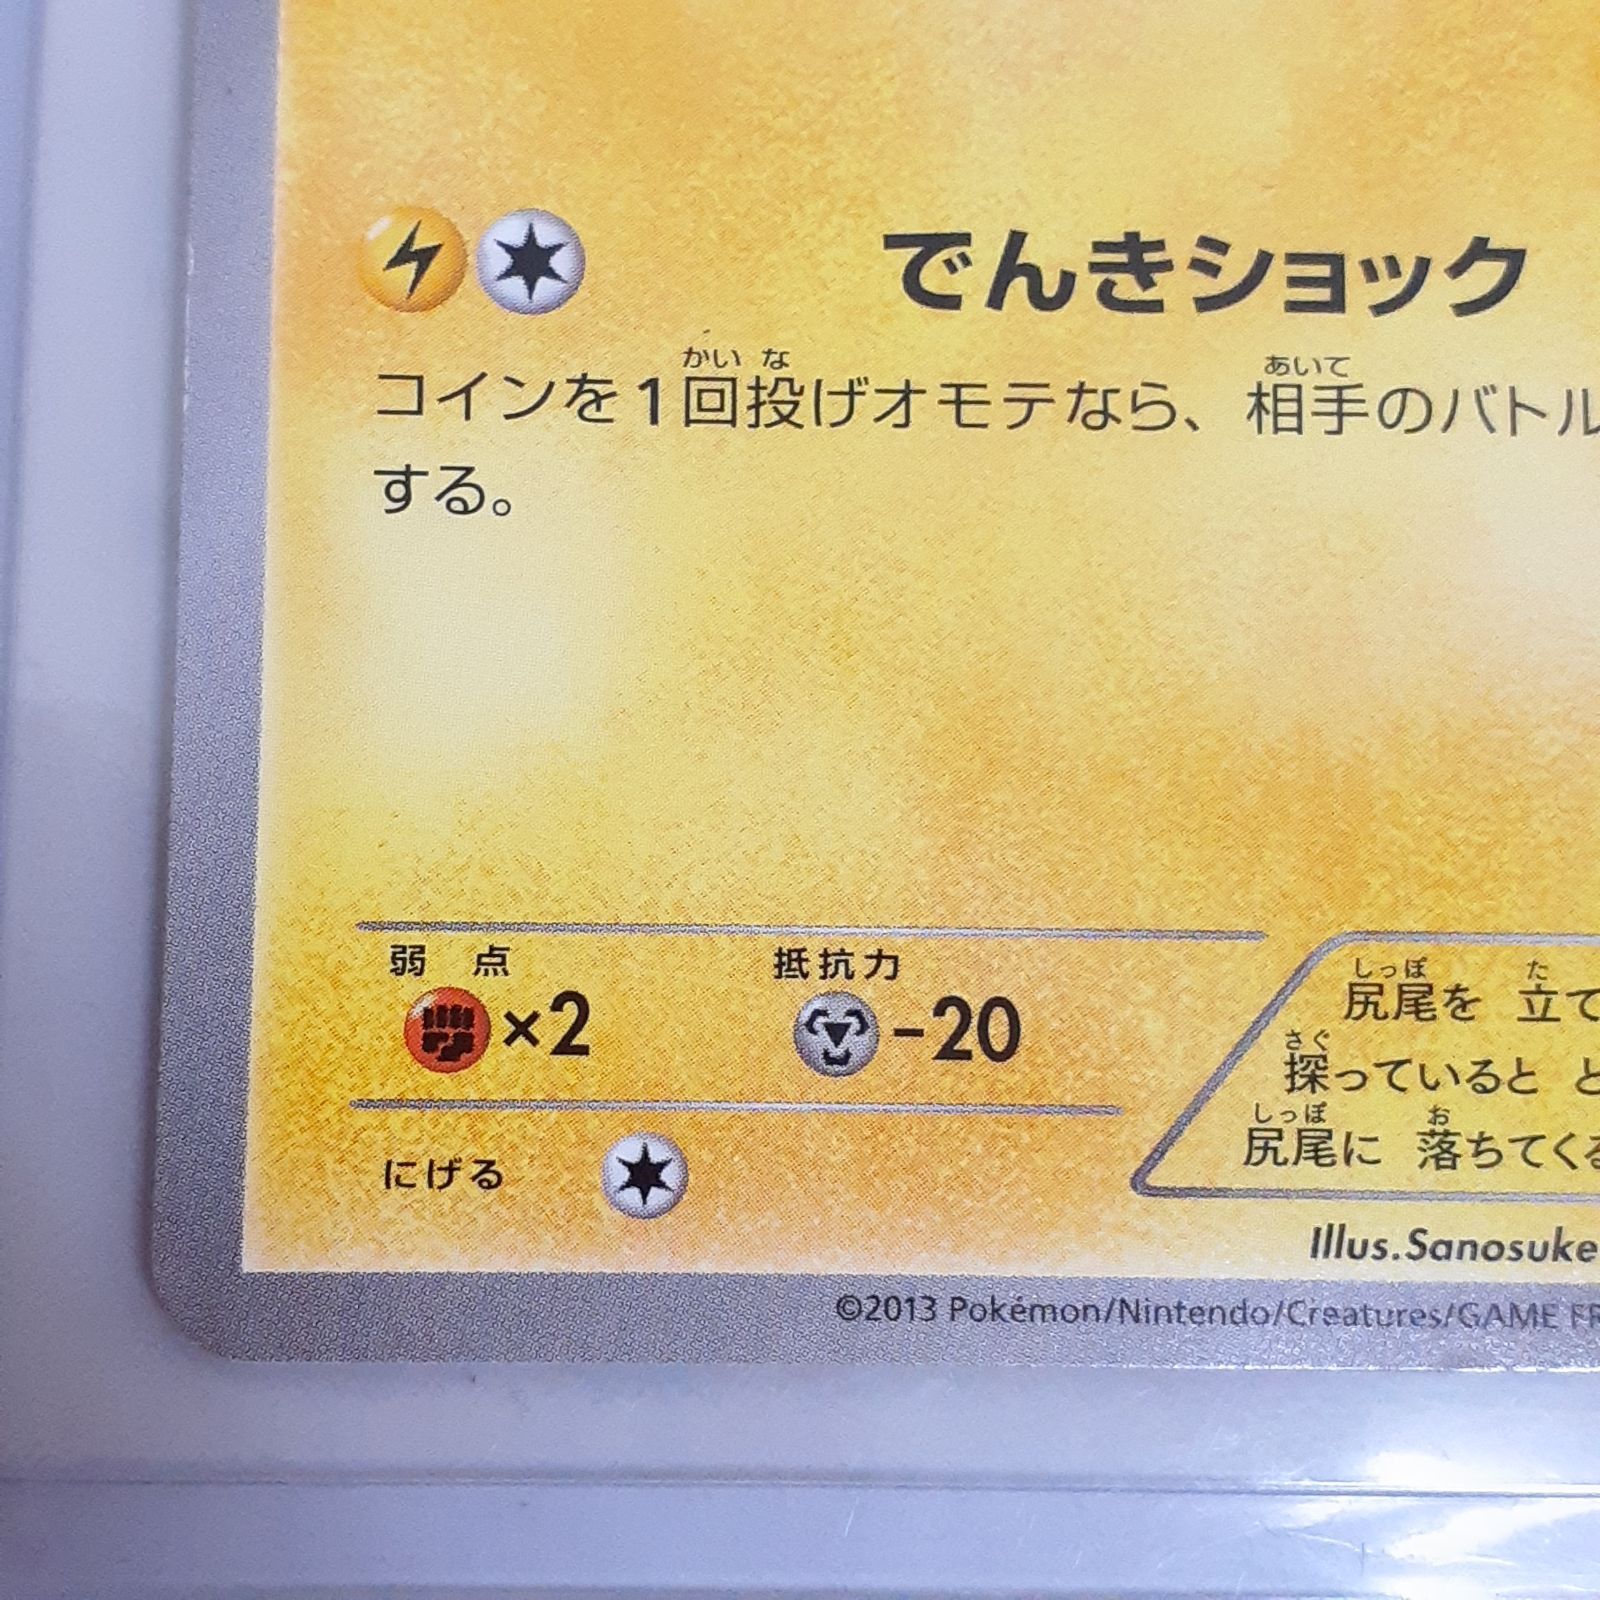 でんきショック
かい な あいて
コインを1回投げオモテなら、相手のバトル
する。
弱 点 抵抗力
×2 -20
にげる
しっぽ た
尻尾を 立て
さぐ
探っていると と
しっぽ お
尻尾に 落ちてくる
Illus.Sanosuke
©2013 Pokémon/Nintendo/Creatures/GAME FR